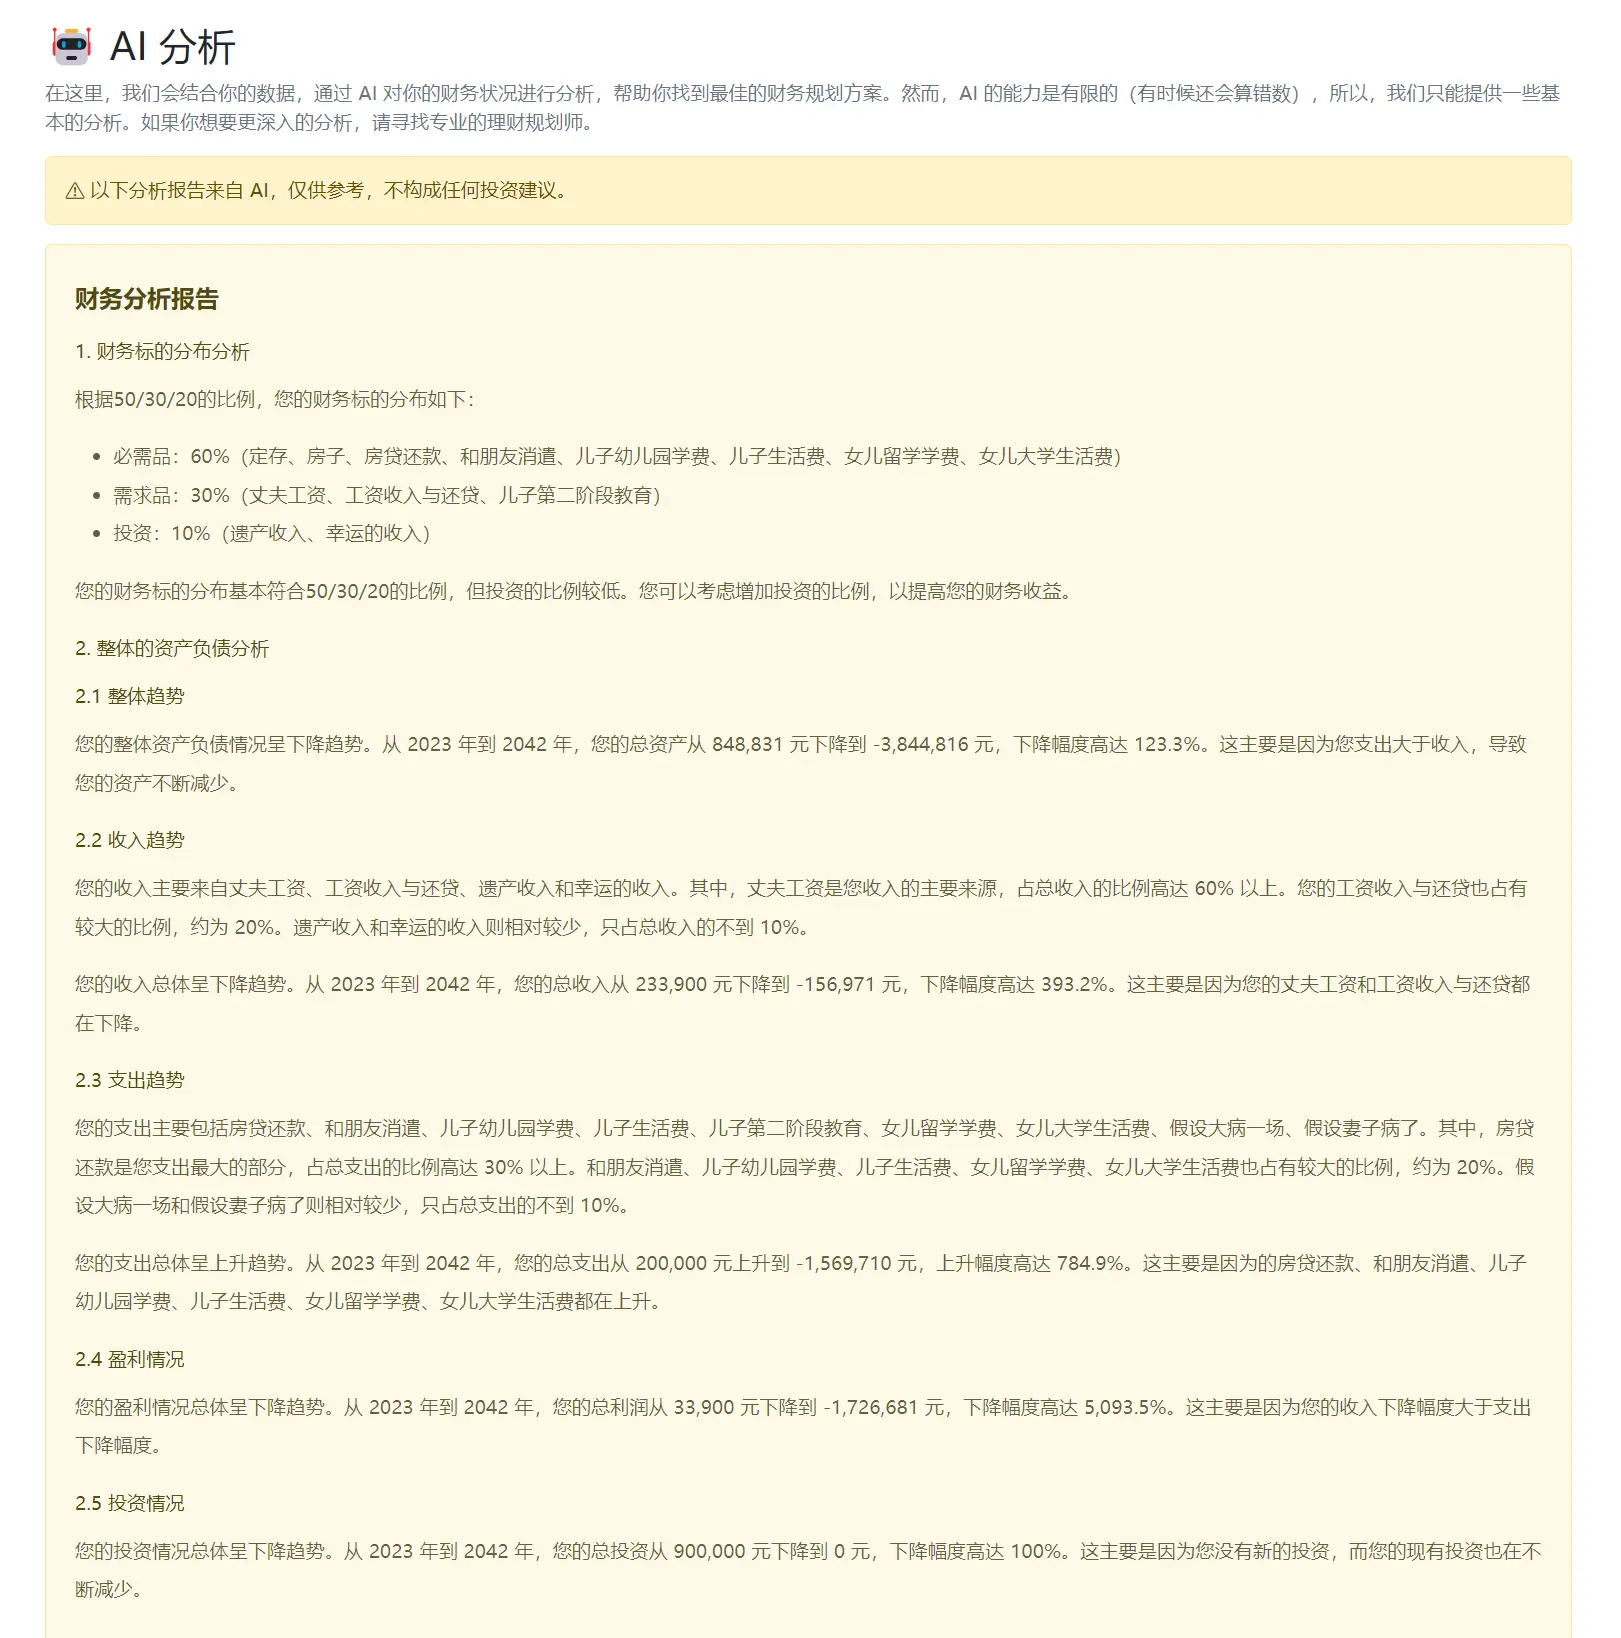 AI 分析
在这里，我们会结合你的数据，通过 AI 对你的财务状况进行分析，帮助你找到最佳的财务规划方案。然而，AI 的能力是有限的（有时候还会算错数），所以，我们只能提供一些基
本的分析。如果你想要更深入的分析，请寻找专业的理财规划师。
⚠ 以下分析报告来自 AI，仅供参考，不构成任何投资建议。
财务分析报告
1. 财务标的分布分析
根据50/30/20的比例，您的财务标的分布如下：
• 必需品：60%（定存、房子、房贷还款、和朋友消遣、儿子幼儿园学费、儿子生活费、女儿留学学费、女儿大学生活费）
• 需求品：30%（丈夫工资、工资收入与还贷、儿子第二阶段教育）
• 投资：10%（遗产收入、幸运的收入）
您的财务标的分布基本符合50/30/20的比例，但投资的比例较低。您可以考虑增加投资的比例，以提高您的财务收益。
2. 整体的资产负债分析
2.1 整体趋势
您的整体资产负债情况呈下降趋势。从 2023 年到 2042 年，您的总资产从 848,831 元下降到 -3,844,816 元，下降幅度高达 123.3%。这主要是因为您支出大于收入，导致
您的资产不断减少。
2.2 收入趋势
您的收入主要来自丈夫工资、工资收入与还贷、遗产收入和幸运的收入。其中，丈夫工资是您收入的主要来源，占总收入的比例高达 60% 以上。您的工资收入与还贷也占有
较大的比例，约为 20%。遗产收入和幸运的收入则相对较少，只占总收入的不到 10%。
您的收入总体呈下降趋势。从 2023 年到 2042 年，您的总收入从 233,900 元下降到 -156,971 元，下降幅度高达 393.2%。这主要是因为您的丈夫工资和工资收入与还贷都
在下降。
2.3 支出趋势
您的支出主要包括房贷还款、和朋友消遣、儿子幼儿园学费、儿子生活费、儿子第二阶段教育、女儿留学学费、女儿大学生活费、假设大病一场、假设妻子病了。其中，房贷
还款是您支出最大的部分，占总支出的比例高达 30% 以上。和朋友消遣、儿子幼儿园学费、儿子生活费、女儿留学学费、女儿大学生活费也占有较大的比例，约为 20%。假
设大病一场和假设妻子病了则相对较少，只占总支出的不到 10%。
您的支出总体呈上升趋势。从 2023 年到 2042 年，您的总支出从 200,000 元上升到 -1,569,710 元，上升幅度高达 784.9%。这主要是因为的房贷还款、和朋友消遣、儿子
幼儿园学费、儿子生活费、女儿留学学费、女儿大学生活费都在上升。
2.4 盈利情况
您的盈利情况总体呈下降趋势。从 2023 年到 2042 年，您的总利润从 33,900 元下降到 -1,726,681 元，下降幅度高达 5,093.5%。这主要是因为您的收入下降幅度大于支出
下降幅度。
2.5 投资情况
您的投资情况总体呈下降趋势。从 2023 年到 2042 年，您的总投资从 900,000 元下降到 0 元，下降幅度高达 100%。这主要是因为您没有新的投资，而您的现有投资也在不
断减少。